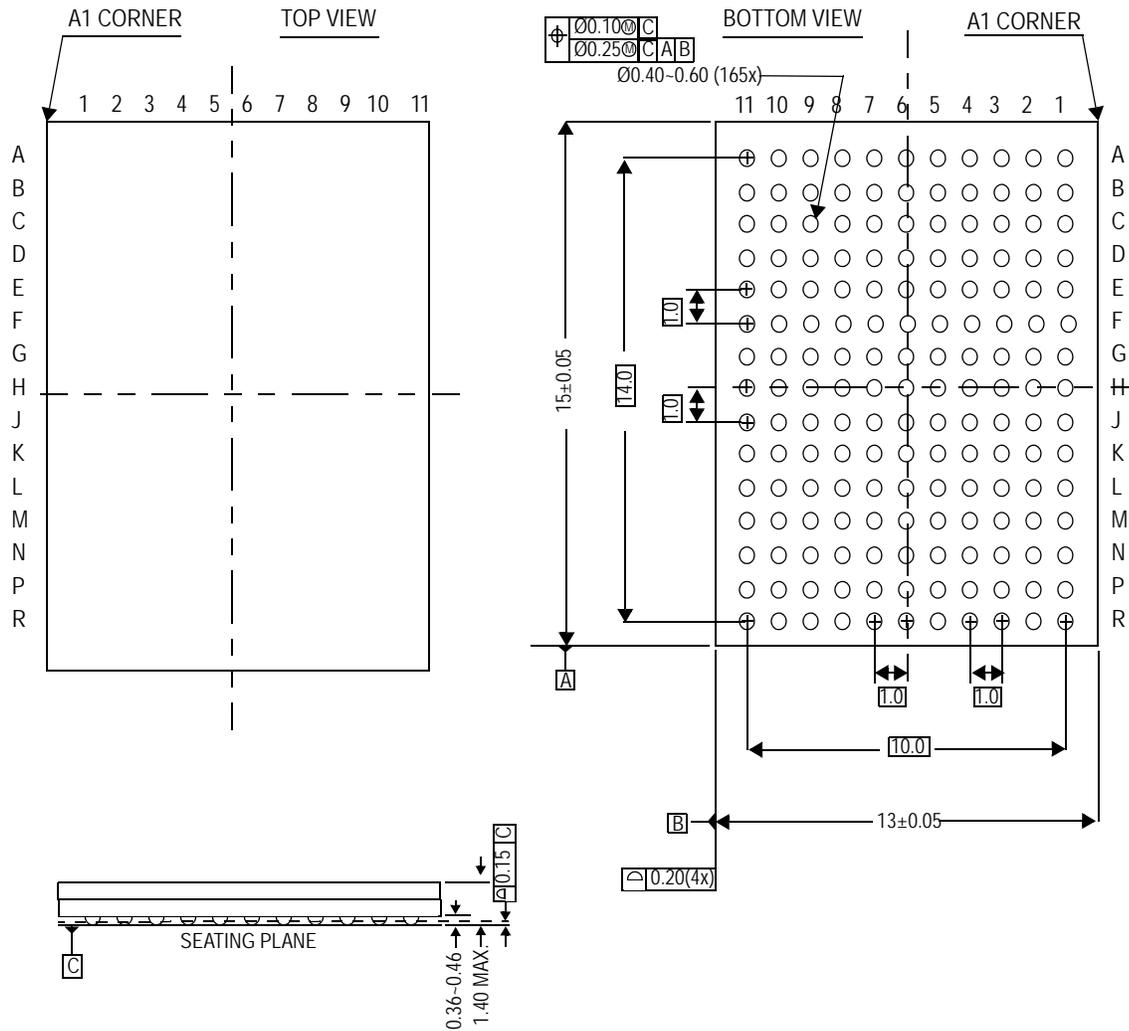 A1 CORNER
TOP VIEW
1 2 3 4 5 6 7 8 9 10 11
A
B
C
D
E
F
G
H
J
K
L
M
N
P
R
Ø0.10Ⓜ C
Ø0.25Ⓜ C A B
BOTTOM VIEW
A1 CORNER
Ø0.40~0.60 (165x)
11 10 9 8 7 6 5 4 3 2 1
A
B
C
D
E
F
G
H
J
K
L
M
N
P
R
1.0
1.0
14.0
15±0.05
A
1.0
1.0
10.0
B
13±0.05
0.20(4x)
0.15 C
SEATING PLANE
C
0.36~0.46
1.40 MAX.